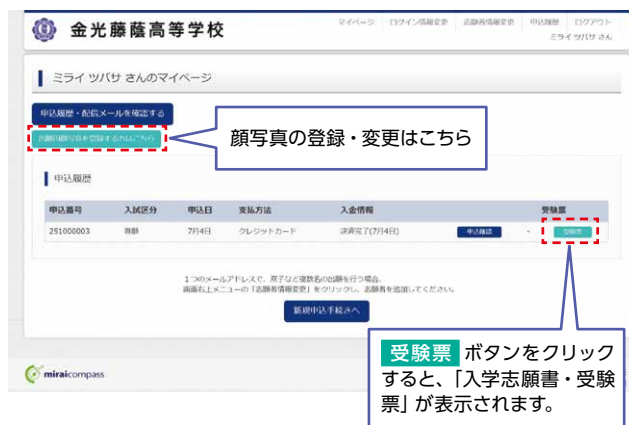 金光藤蔭高等学校
マイページ ログイン情報変更 志願者情報変更 申込履歴 ログアウト
ミライ ツバサ さん
ミライ ツバサ さんのマイページ
申込履歴・配信メールを確認する
顔写真の登録・変更はこちら
申込履歴
申込番号 入試区分 申込日 支払方法 入金情報 受験票
251000003 専願 7月4日 クレジットカード 決済完了(7月4日) 申込確認 - 受験票
1つのメールアドレスで、双子など複数名の出願を行う場合、
画面右上メニューの「志願者情報変更」をクリックし、志願者を追加してください。
新規申込手続きへ
受験票 ボタンをクリック
すると、「入学志願書・受験
票」が表示されます。
miraicompass